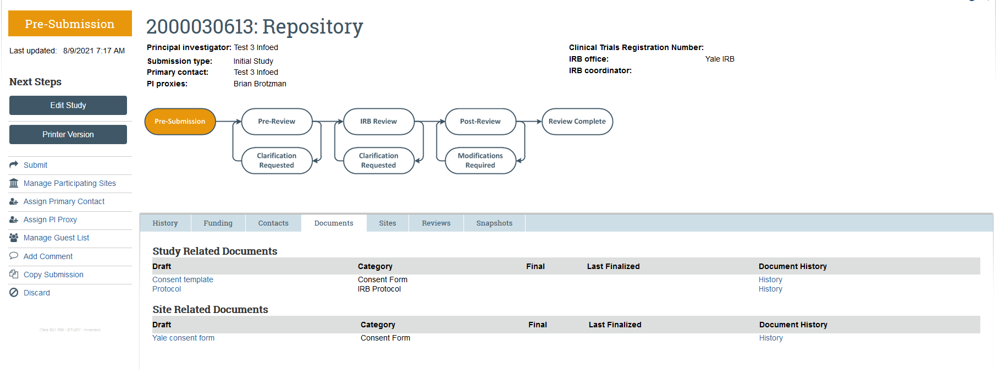 Pre-Submission
Last updated: 8/9/2021 7:17 AM
Next Steps
Edit Study
Printer Version
Submit
Manage Participating Sites
Assign Primary Contact
Assign PI Proxy
Manage Guest List
Add Comment
Copy Submission
Discard
(Yale 921 IRB - STUDY - In-review)
2000030613: Repository
Principal investigator: Test 3 Infoed
Submission type: Initial Study
Primary contact: Test 3 Infoed
PI proxies: Brian Brotzman
Clinical Trials Registration Number:
IRB office: Yale IRB
IRB coordinator:
Pre-Submission Pre-Review IRB Review Post-Review Review Complete
Clarification Requested
Clarification Requested
Modifications Required
History Funding Contacts Documents Sites Reviews Snapshots
Study Related Documents
Draft Category Final Last Finalized Document History
Consent template Consent Form History
Protocol IRB Protocol History
Site Related Documents
Draft Category Final Last Finalized Document History
Yale consent form Consent Form History